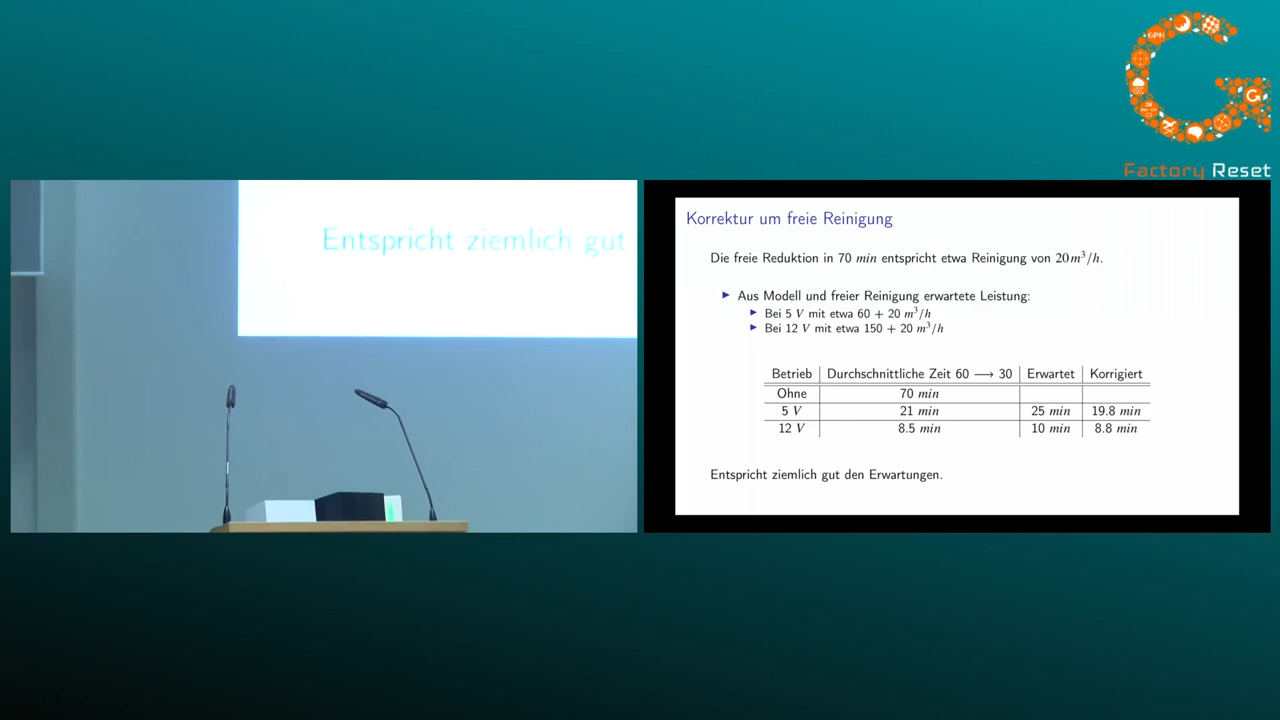 GPN
Factory Reset
Entspricht ziemlich gut
Korrektur um freie Reinigung
Die freie Reduktion in 70 min entspricht etwa Reinigung von 20 m³/h.
▶ Aus Modell und freier Reinigung erwartete Leistung:
▶ Bei 5 V mit etwa 60 + 20 m³/h
▶ Bei 12 V mit etwa 150 + 20 m³/h
Betrieb Durchschnittliche Zeit 60 ⟶ 30 Erwartet Korrigiert
Ohne 70 min
5 V 21 min 25 min 19.8 min
12 V 8.5 min 10 min 8.8 min
Entspricht ziemlich gut den Erwartungen.